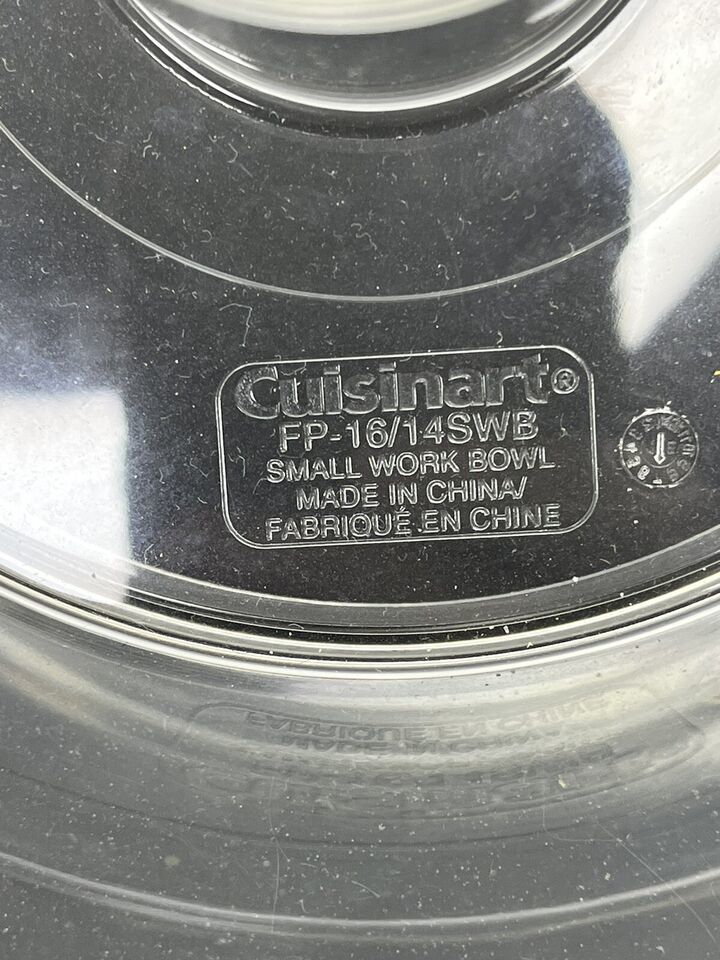 Cuisinart®
FP-16/14SWB
SMALL WORK BOWL
MADE IN CHINA/
FABRIQUÉ EN CHINE